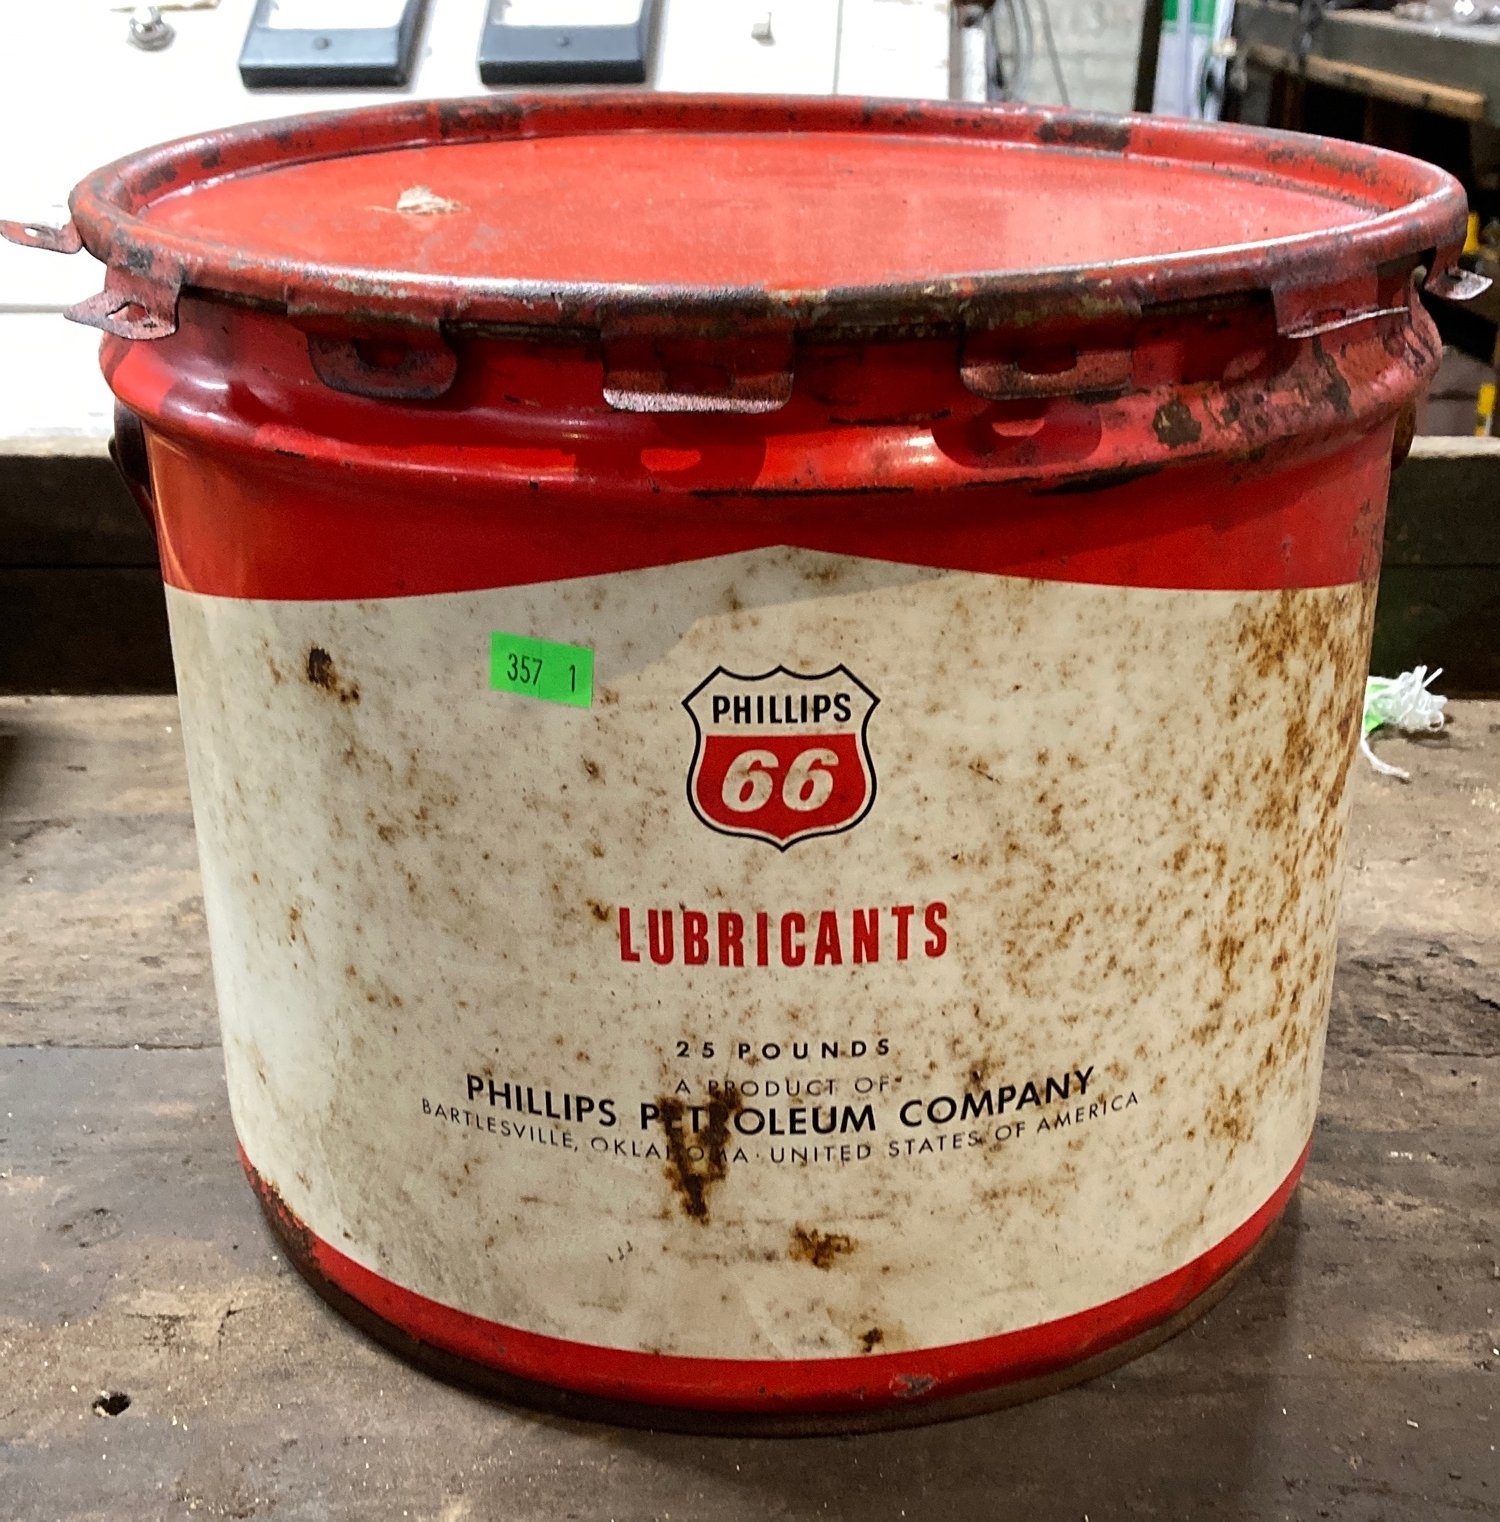 357 1
PHILLIPS
66
LUBRICANTS
25 POUNDS
A PRODUCT OF
PHILLIPS PETROLEUM COMPANY
BARTLESVILLE, OKLAHOMA · UNITED STATES OF AMERICA